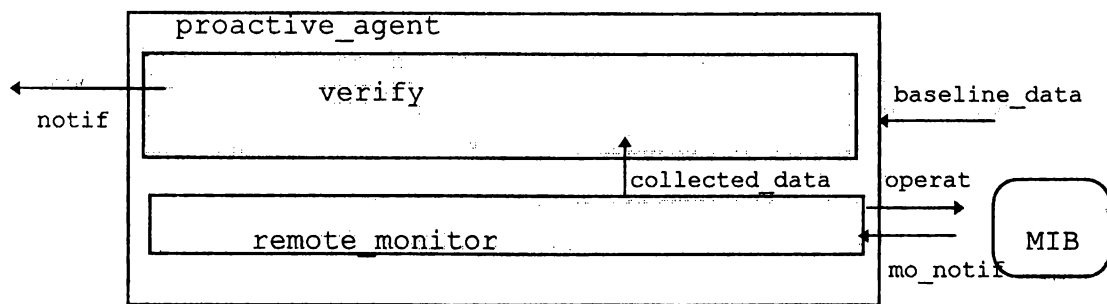 proactive_agent
verify
baseline_data
notif
collected_data
operat
remote_monitor
MIB
mo_notif